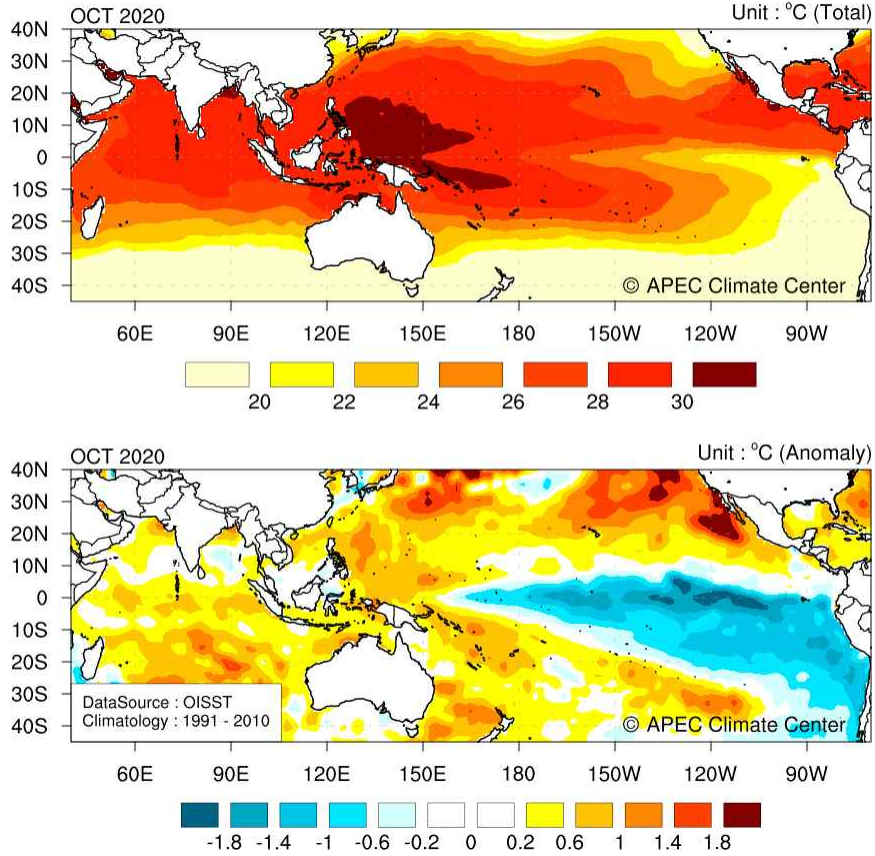 OCT 2020
Unit : °C (Total)
40N
30N
20N
10N
0
10S
20S
30S
40S
© APEC Climate Center
60E 90E 120E 150E 180 150W 120W 90W
20 22 24 26 28 30
OCT 2020
Unit : °C (Anomaly)
40N
30N
20N
10N
0
10S
20S
30S
40S
DataSource : OISST
Climatology : 1991 - 2010
© APEC Climate Center
60E 90E 120E 150E 180 150W 120W 90W
-1.8 -1.4 -1 -0.6 -0.2 0 0.2 0.6 1 1.4 1.8